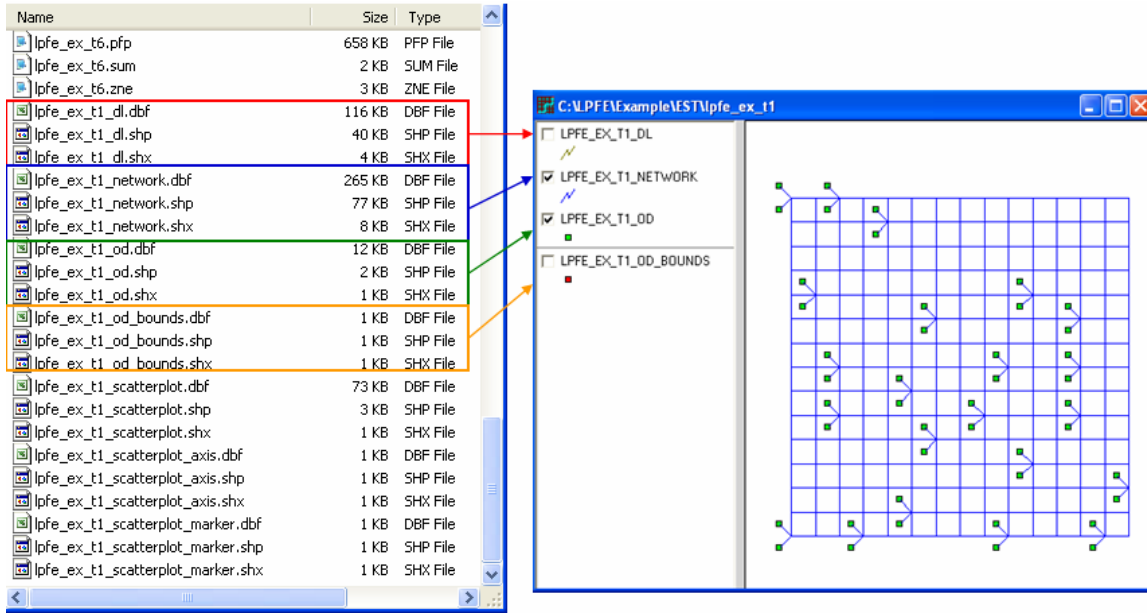 Name Size Type
lpfe_ex_t6.pfp 658 KB PFP File
lpfe_ex_t6.sum 2 KB SUM File
lpfe_ex_t6.zne 3 KB ZNE File
lpfe_ex_t1_dl.dbf 116 KB DBF File
lpfe_ex_t1_dl.shp 40 KB SHP File
lpfe_ex_t1_dl.shx 4 KB SHX File
lpfe_ex_t1_network.dbf 265 KB DBF File
lpfe_ex_t1_network.shp 77 KB SHP File
lpfe_ex_t1_network.shx 8 KB SHX File
lpfe_ex_t1_od.dbf 12 KB DBF File
lpfe_ex_t1_od.shp 2 KB SHP File
lpfe_ex_t1_od.shx 1 KB SHX File
lpfe_ex_t1_od_bounds.dbf 1 KB DBF File
lpfe_ex_t1_od_bounds.shp 1 KB SHP File
lpfe_ex_t1_od_bounds.shx 1 KB SHX File
lpfe_ex_t1_scatterplot.dbf 73 KB DBF File
lpfe_ex_t1_scatterplot.shp 3 KB SHP File
lpfe_ex_t1_scatterplot.shx 1 KB SHX File
lpfe_ex_t1_scatterplot_axis.dbf 1 KB DBF File
lpfe_ex_t1_scatterplot_axis.shp 1 KB SHP File
lpfe_ex_t1_scatterplot_axis.shx 1 KB SHX File
lpfe_ex_t1_scatterplot_marker.dbf 1 KB DBF File
lpfe_ex_t1_scatterplot_marker.shp 1 KB SHP File
lpfe_ex_t1_scatterplot_marker.shx 1 KB SHX File
C:\LPFE\Example\EST\lpfe_ex_t1
LPFE_EX_T1_DL
LPFE_EX_T1_NETWORK
LPFE_EX_T1_OD
LPFE_EX_T1_OD_BOUNDS